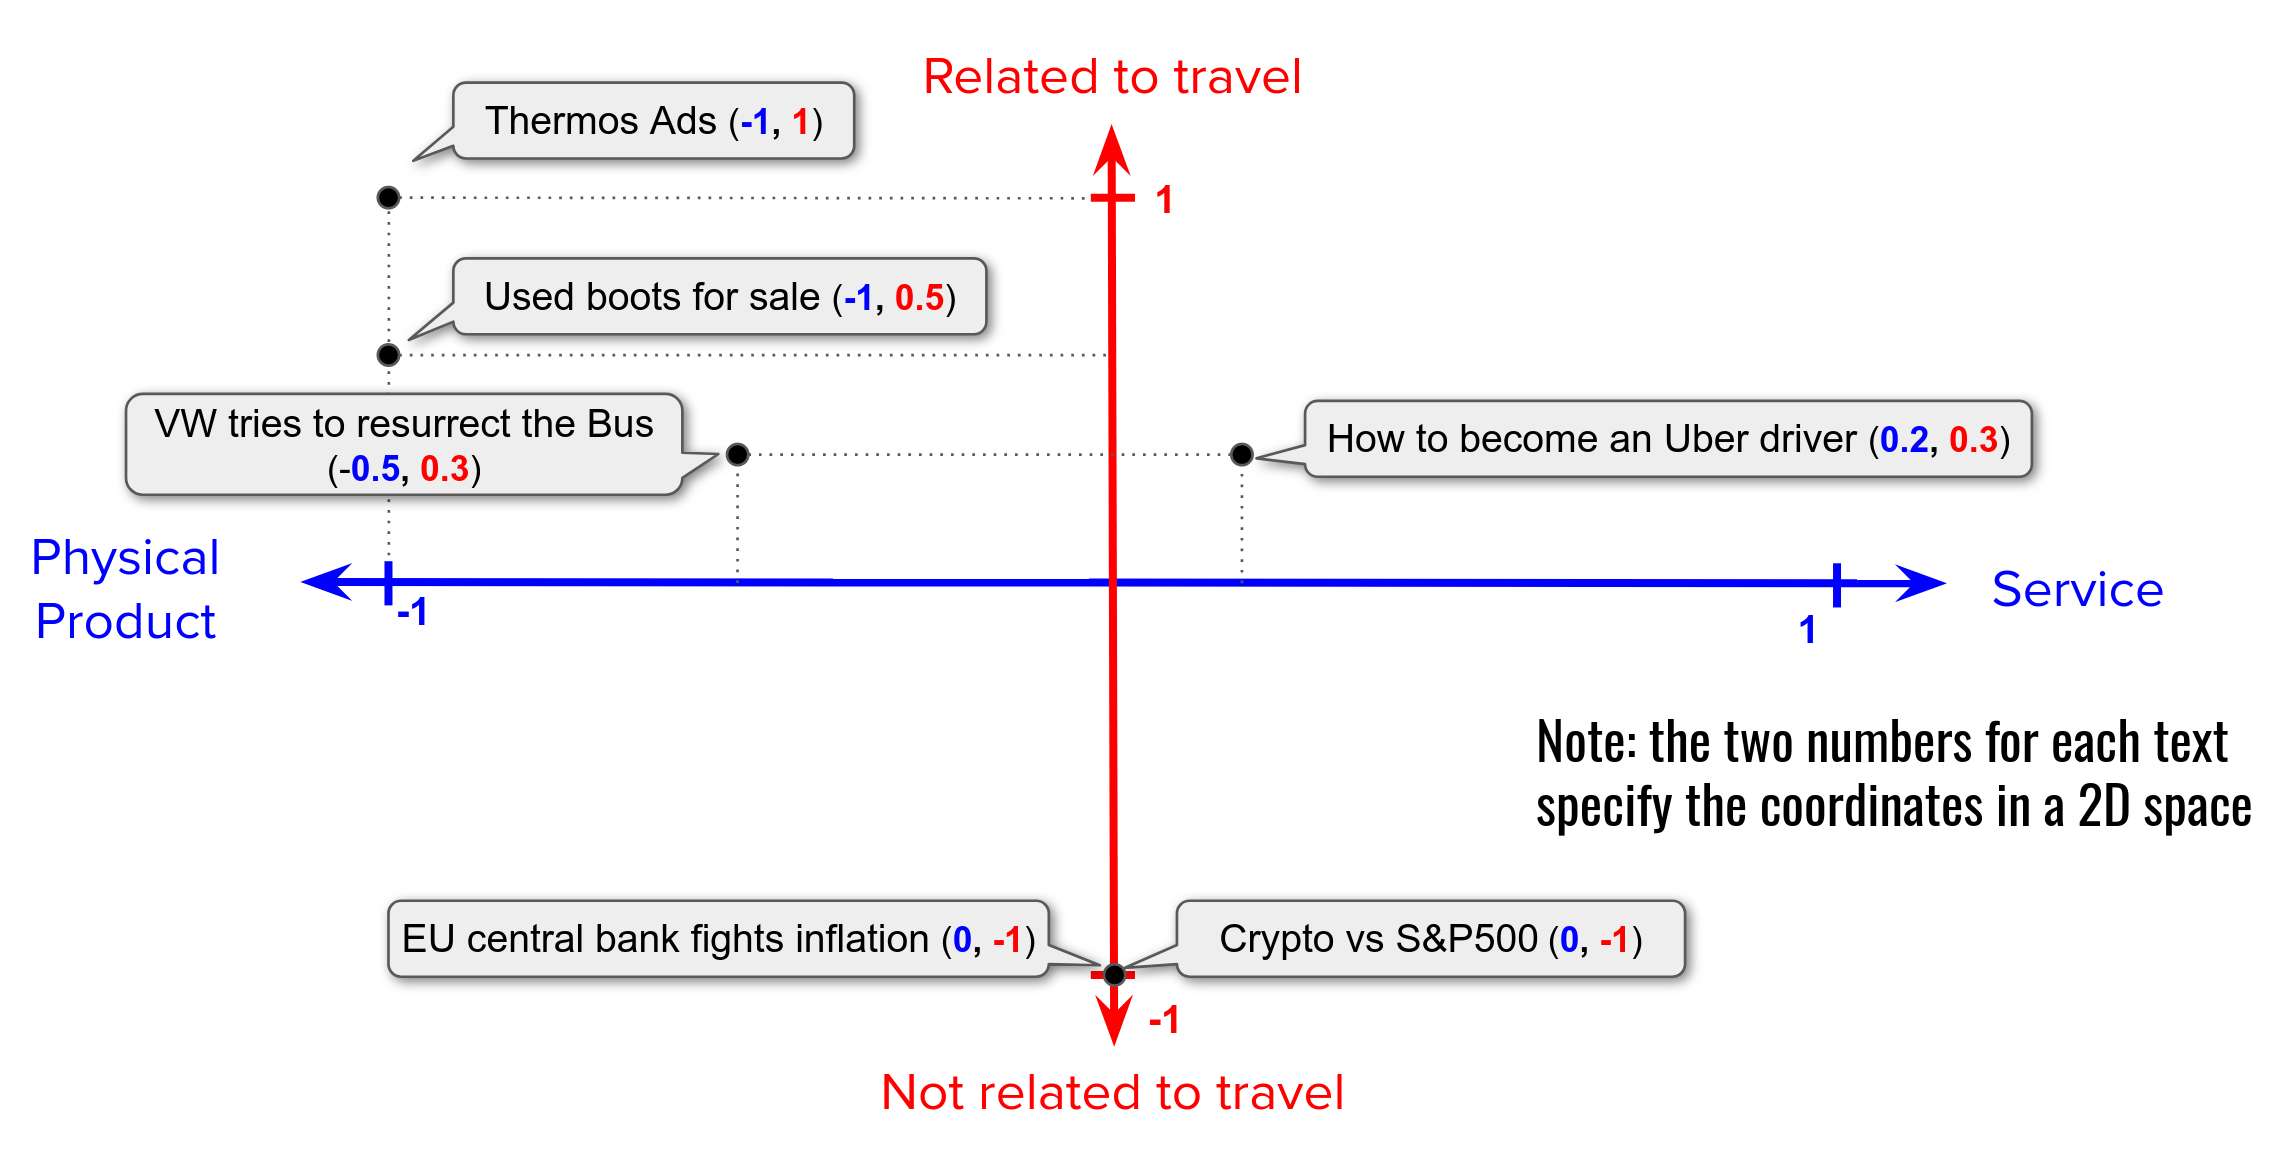 Related to travel
Thermos Ads (-1, 1)
1
Used boots for sale (-1, 0.5)
VW tries to resurrect the Bus
(-0.5, 0.3)
How to become an Uber driver (0.2, 0.3)
Physical
Product
-1
1
Service
Note: the two numbers for each text
specify the coordinates in a 2D space
EU central bank fights inflation (0, -1)
Crypto vs S&P500 (0, -1)
-1
Not related to travel